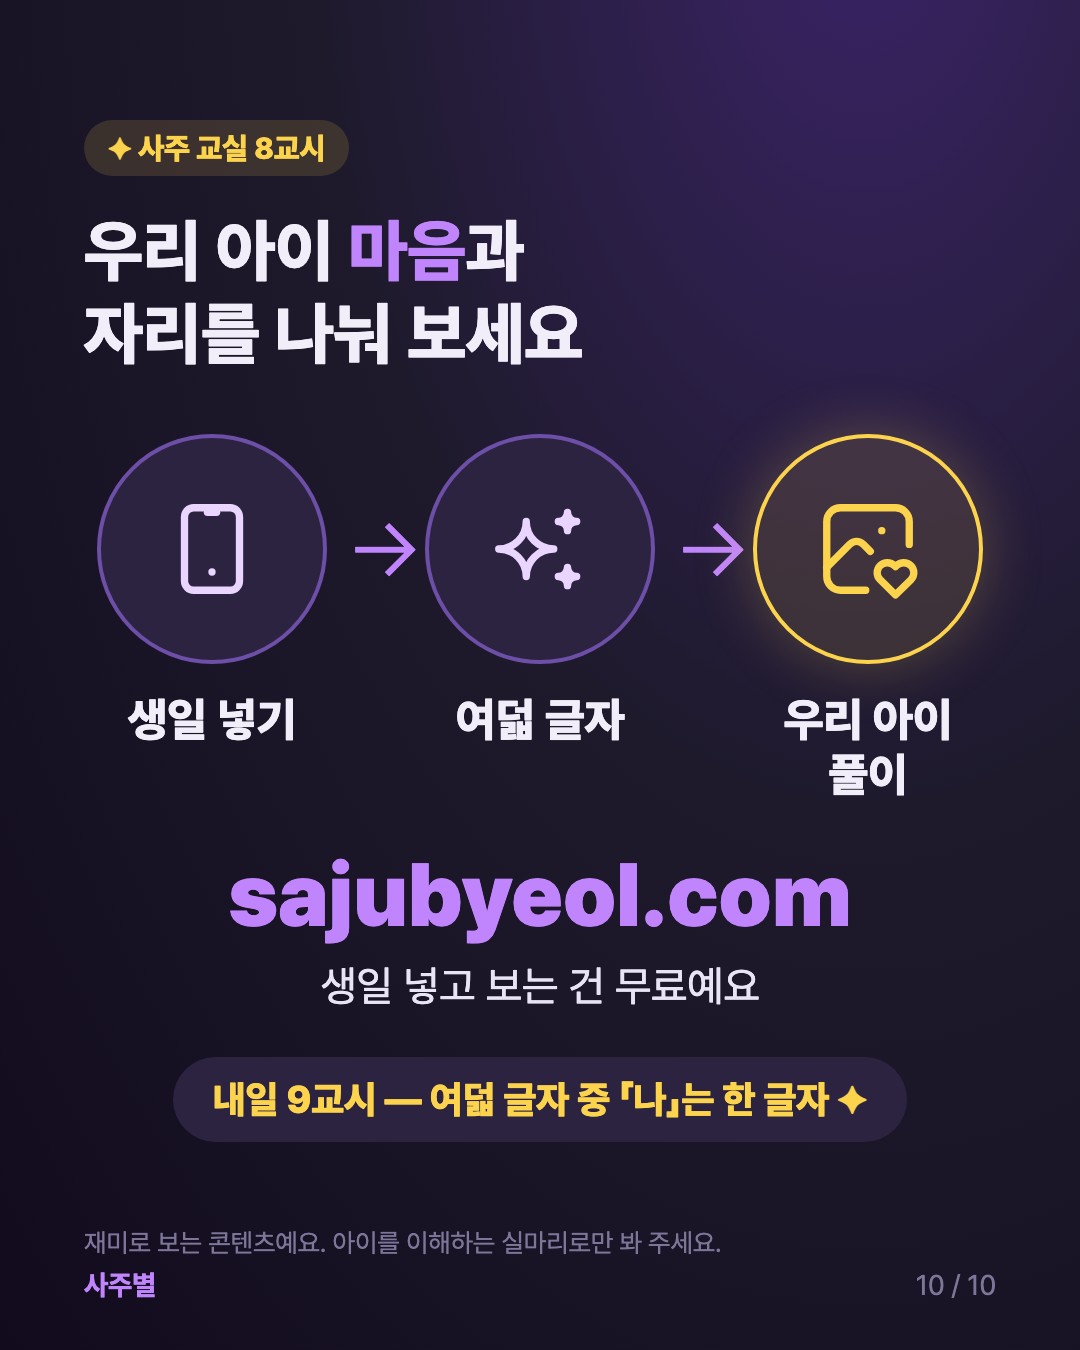 ✦ 사주 교실 8교시
우리 아이 마음과
자리를 나눠 보세요
생일 넣기
여덟 글자
우리 아이
풀이
sajubyeol.com
생일 넣고 보는 건 무료예요
내일 9교시 — 여덟 글자 중 「나」는 한 글자 ✦
재미로 보는 콘텐츠예요. 아이를 이해하는 실마리로만 봐 주세요.
사주별
10 / 10